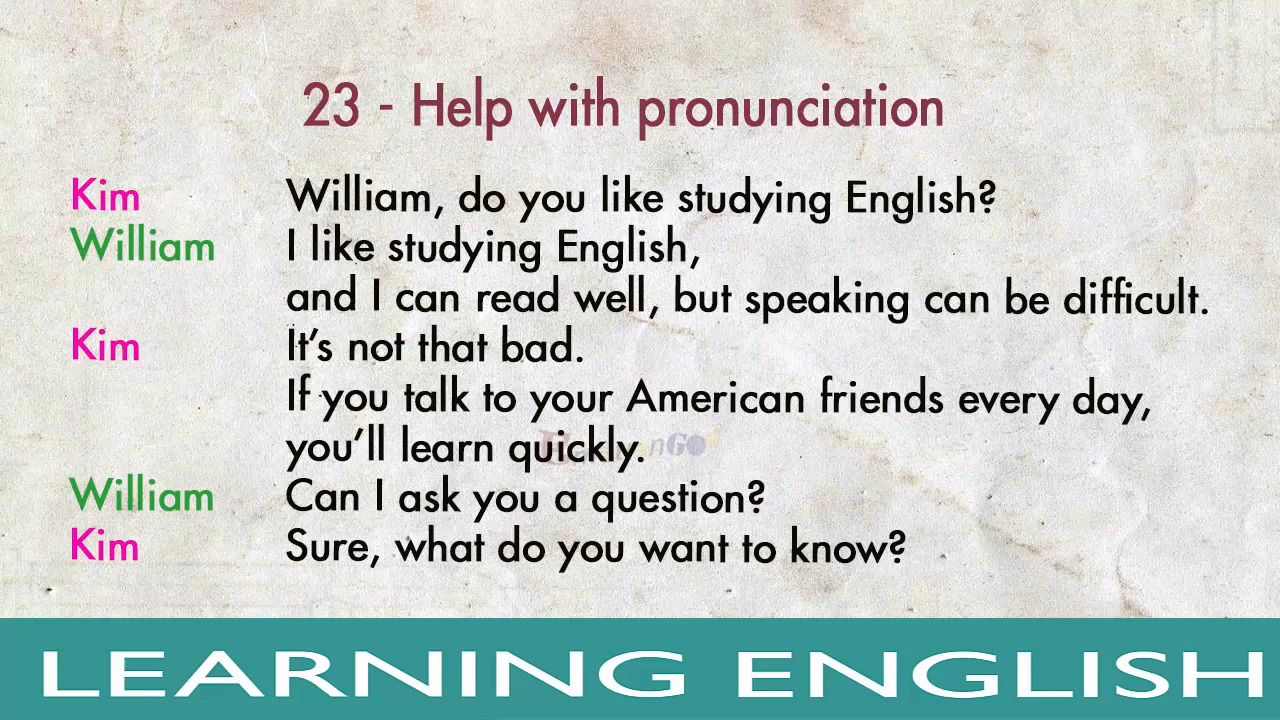 23 - Help with pronunciation
Kim William, do you like studying English?
William I like studying English,
and I can read well, but speaking can be difficult.
Kim It's not that bad.
If you talk to your American friends every day,
you'll learn quickly.
William Can I ask you a question?
Kim Sure, what do you want to know?
LEARNING ENGLISH